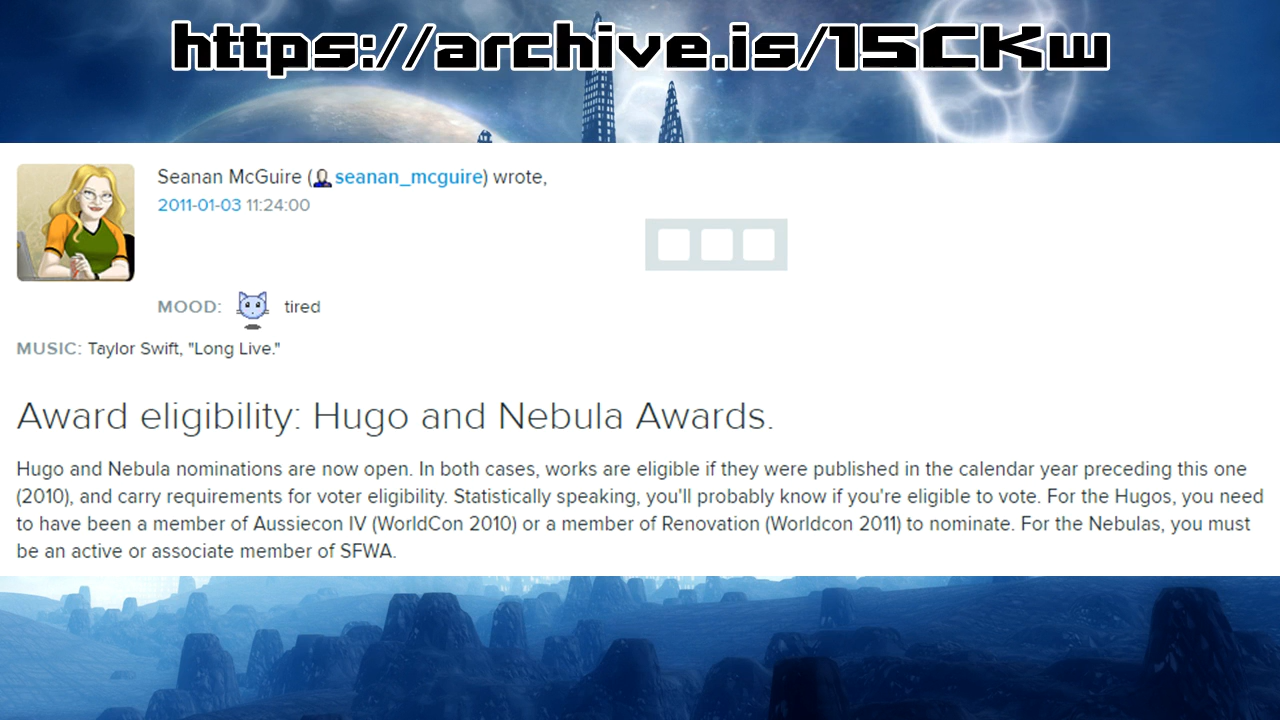 https://archive.is/15CKw
Seanan McGuire (seanan_mcguire) wrote,
2011-01-03 11:24:00
MOOD: tired
MUSIC: Taylor Swift, "Long Live."
Award eligibility: Hugo and Nebula Awards.
Hugo and Nebula nominations are now open. In both cases, works are eligible if they were published in the calendar year preceding this one
(2010), and carry requirements for voter eligibility. Statistically speaking, you'll probably know if you're eligible to vote. For the Hugos, you need
to have been a member of Aussiecon IV (WorldCon 2010) or a member of Renovation (Worldcon 2011) to nominate. For the Nebulas, you must
be an active or associate member of SFWA.